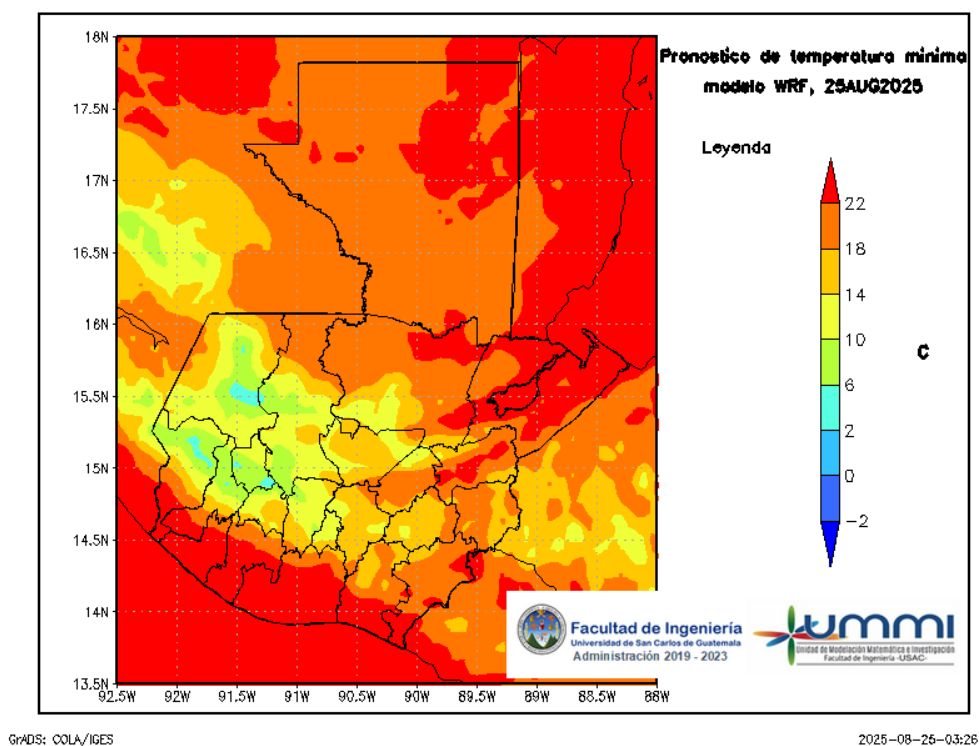 Pronostico de temperatura minima
modelo WRF, 25AUG2025
Leyenda
22
18
14
10
6
2
0
-2
C
18N
17.5N
17N
16.5N
16N
15.5N
15N
14.5N
14N
13.5N
92.5W
92W
91.5W
91W
90.5W
90W
89.5W
89W
88.5W
88W
Facultad de Ingeniería
Universidad de San Carlos de Guatemala
Administración 2019 - 2023
ummi
Unidad de Modelación Matemática e Investigación
Facultad de Ingeniería -USAC-
GrADS: COLA/IGES
2025-08-25-03:26